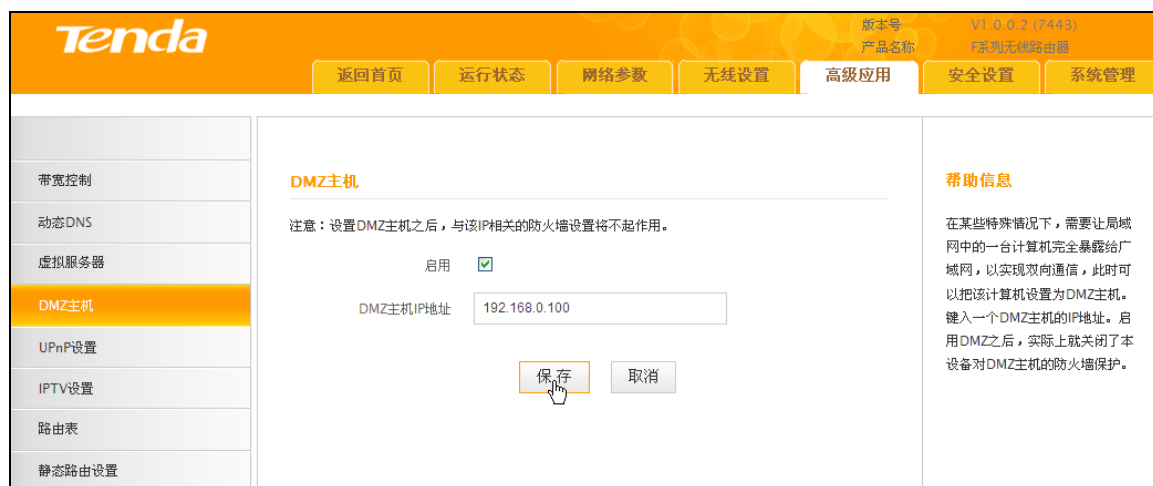 Tenda
版本号 V1.0.0.2 (7443)
产品名称 F系列无线路由器
返回首页 运行状态 网络参数 无线设置 高级应用 安全设置 系统管理
带宽控制
动态DNS
虚拟服务器
DMZ主机
UPnP设置
IPTV设置
路由表
静态路由设置
DMZ主机
注意：设置DMZ主机之后，与该IP相关的防火墙设置将不起作用。
启用
DMZ主机IP地址 192.168.0.100
保存 取消
帮助信息
在某些特殊情况下，需要让局域
网中的一台计算机完全暴露给广
域网，以实现双向通信，此时可
以把该计算机设置为DMZ主机。
键入一个DMZ主机的IP地址。启
用DMZ之后，实际上就关闭了本
设备对DMZ主机的防火墙保护。